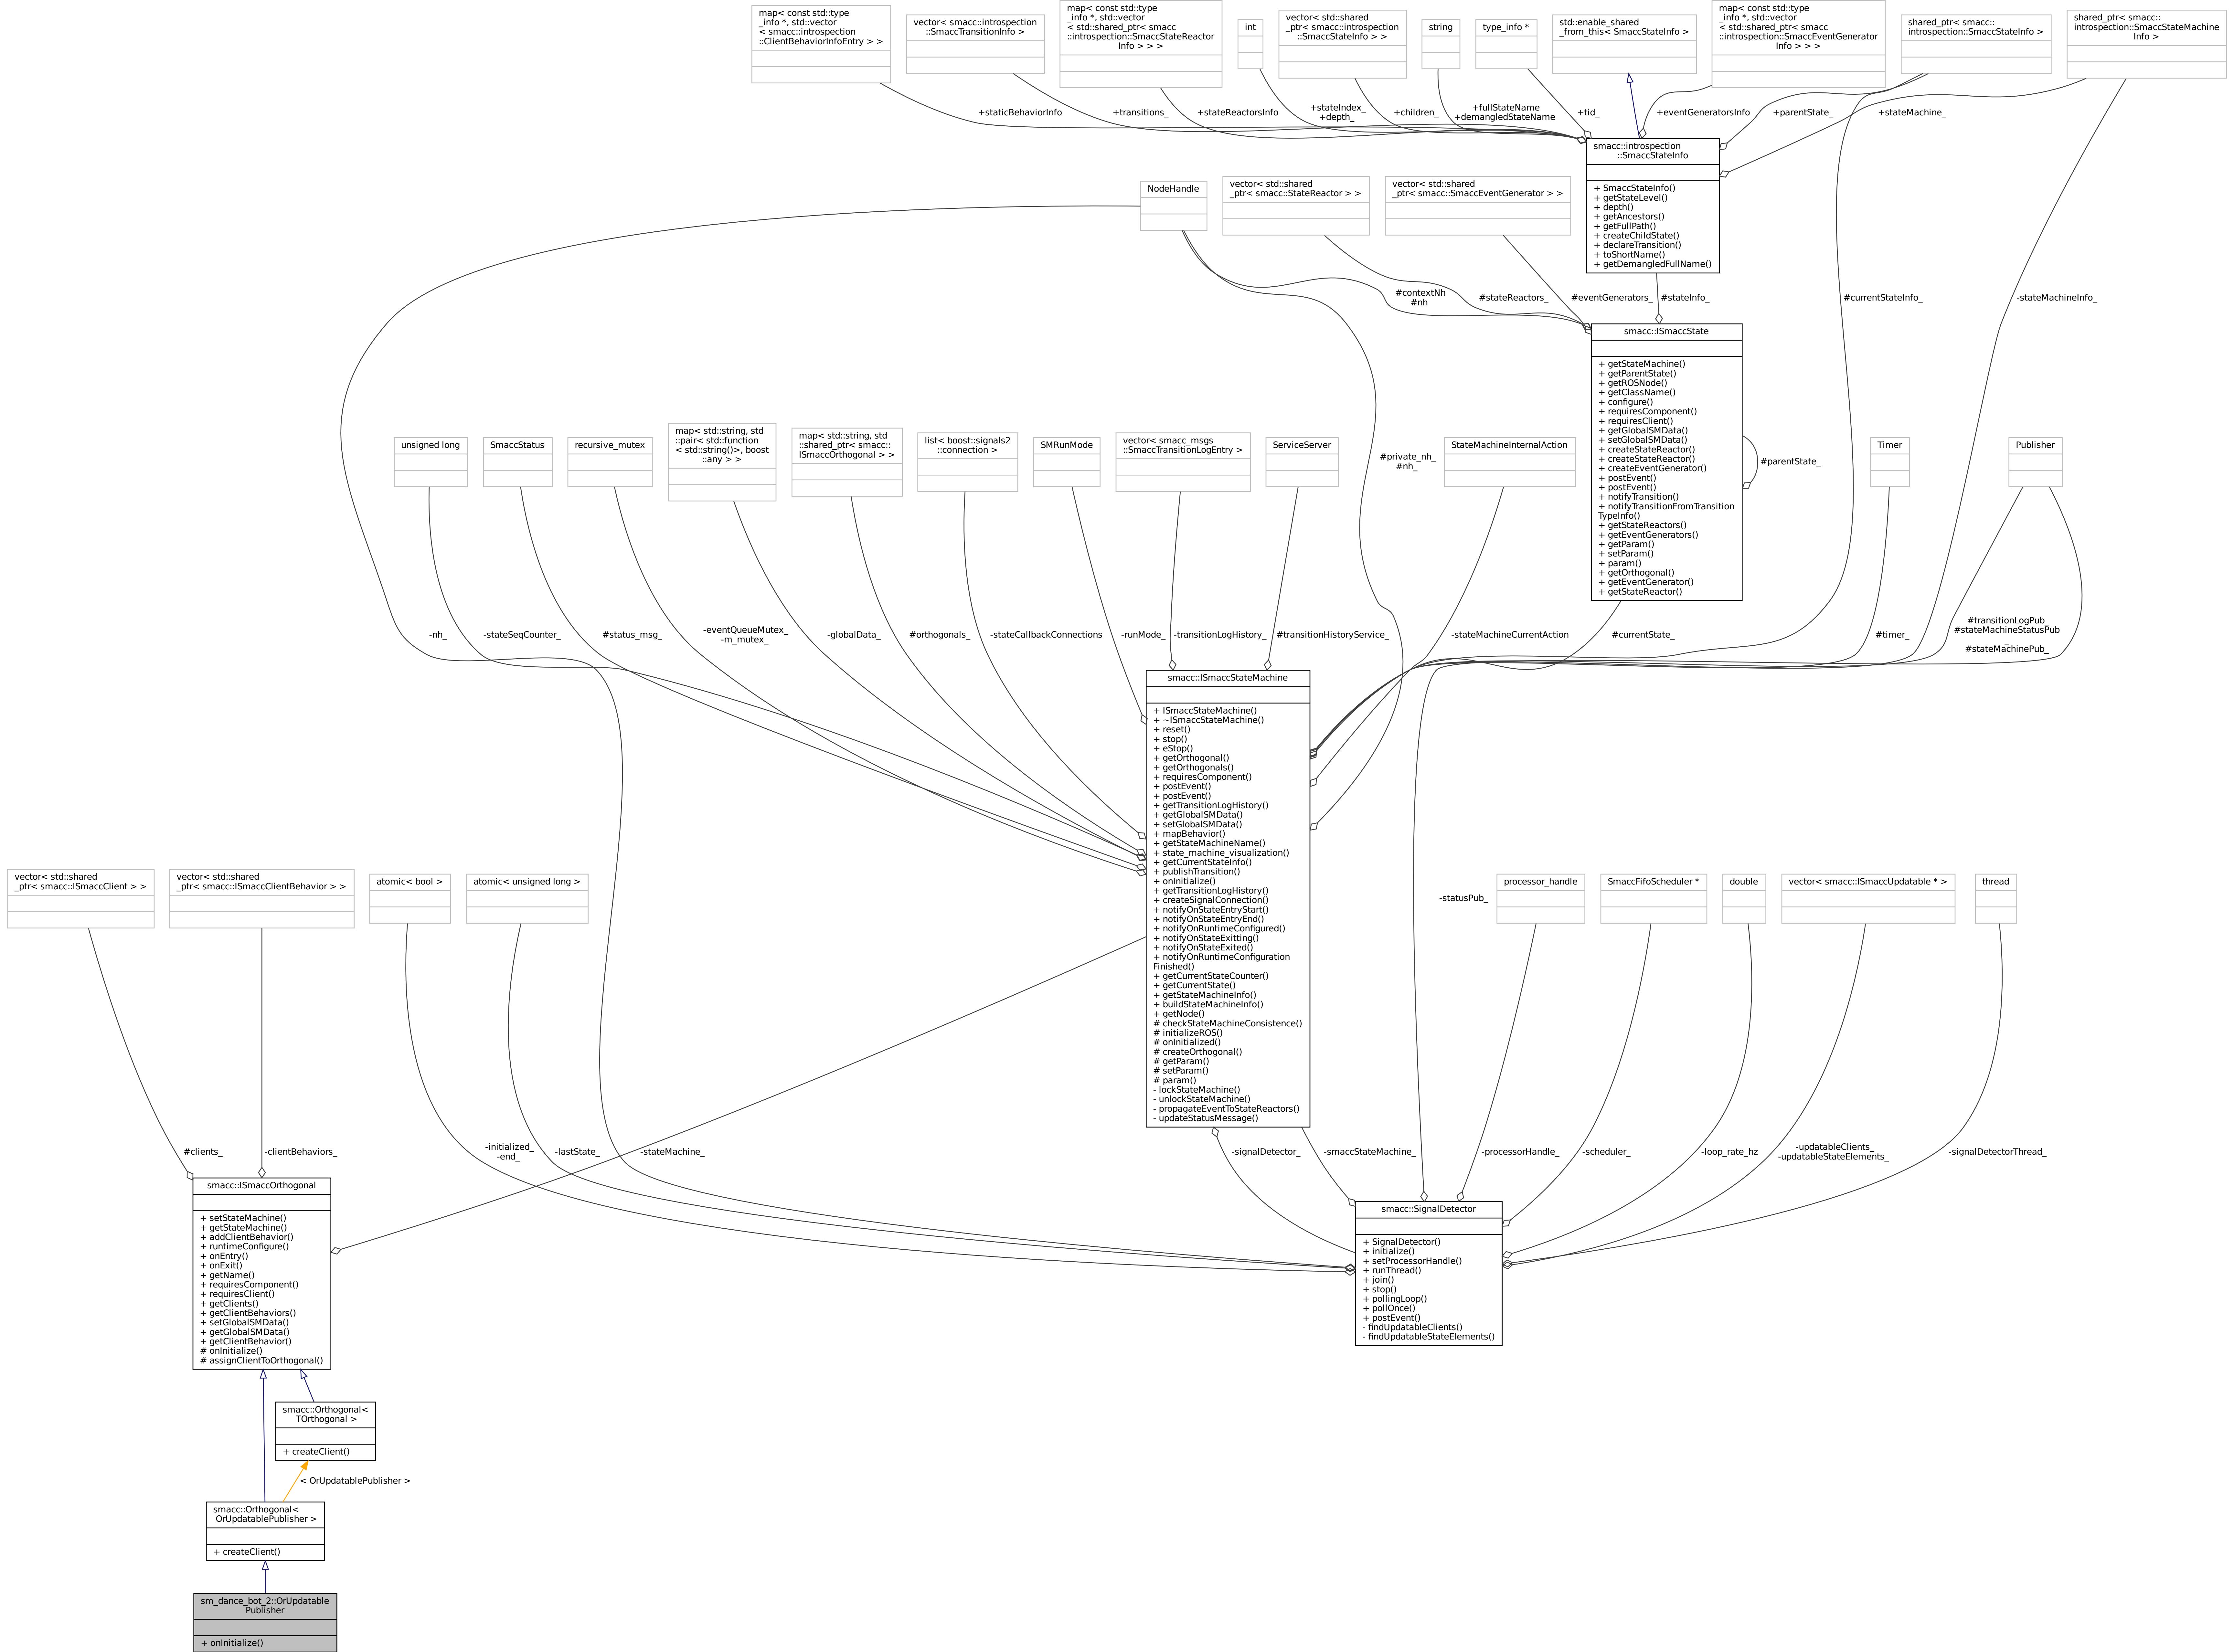 map< const std::type
_info *, std::vector
< smacc::introspection
::ClientBehaviorInfoEntry > >
vector< smacc::introspection
::SmaccTransitionInfo >
map< const std::type
_info *, std::vector
< std::shared_ptr< smacc
::introspection::SmaccStateReactor
Info > > >
int
vector< std::shared
_ptr< smacc::introspection
::SmaccStateInfo > >
string
type_info *
std::enable_shared
_from_this< SmaccStateInfo >
map< const std::type
_info *, std::vector
< std::shared_ptr< smacc
::introspection::SmaccEventGenerator
Info > > >
shared_ptr< smacc::
introspection::SmaccStateInfo >
shared_ptr< smacc::
introspection::SmaccStateMachine
Info >
+staticBehaviorInfo
+transitions_
+stateReactorsInfo
+stateIndex_
+depth_
+children_
+fullStateName
+demangledStateName
+tid_
+eventGeneratorsInfo
+parentState_
+stateMachine_
smacc::introspection
::SmaccStateInfo
+ SmaccStateInfo()
+ getStateLevel()
+ depth()
+ getAncestors()
+ getFullPath()
+ createChildState()
+ declareTransition()
+ toShortName()
+ getDemangledFullName()
NodeHandle
vector< std::shared
_ptr< smacc::StateReactor > >
vector< std::shared
_ptr< smacc::SmaccEventGenerator > >
#contextNh
#nh
#stateReactors_
#eventGenerators_
#stateInfo_
#currentStateInfo_
-stateMachineInfo_
smacc::ISmaccState
+ getStateMachine()
+ getParentState()
+ getROSNode()
+ getClassName()
+ configure()
+ requiresComponent()
+ requiresClient()
+ getGlobalSMData()
+ setGlobalSMData()
+ createStateReactor()
+ createStateReactor()
+ createEventGenerator()
+ postEvent()
+ postEvent()
+ notifyTransition()
+ notifyTransitionFromTransition
TypeInfo()
+ getStateReactors()
+ getEventGenerators()
+ getParam()
+ setParam()
+ param()
+ getOrthogonal()
+ getEventGenerator()
+ getStateReactor()
#parentState_
unsigned long
SmaccStatus
recursive_mutex
map< std::string, std
::pair< std::function
< std::string()>, boost
::any > >
map< std::string, std
::shared_ptr< smacc::
ISmaccOrthogonal > >
list< boost::signals2
::connection >
SMRunMode
vector< smacc_msgs
::SmaccTransitionLogEntry >
ServiceServer
#private_nh_
#nh_
StateMachineInternalAction
Timer
Publisher
-nh_
-stateSeqCounter_
#status_msg_
-eventQueueMutex_
-m_mutex_
-globalData_
#orthogonals_
-stateCallbackConnections
-runMode_
-transitionLogHistory_
#transitionHistoryService_
-stateMachineCurrentAction
#currentState_
#timer_
#transitionLogPub_
#stateMachineStatusPub
_
#stateMachinePub_
smacc::ISmaccStateMachine
+ ISmaccStateMachine()
+ ~ISmaccStateMachine()
+ reset()
+ stop()
+ eStop()
+ getOrthogonal()
+ getOrthogonals()
+ requiresComponent()
+ postEvent()
+ postEvent()
+ getTransitionLogHistory()
+ getGlobalSMData()
+ setGlobalSMData()
+ mapBehavior()
+ getStateMachineName()
+ state_machine_visualization()
+ getCurrentStateInfo()
+ publishTransition()
+ onInitialize()
+ getTransitionLogHistory()
+ createSignalConnection()
+ notifyOnStateEntryStart()
+ notifyOnStateEntryEnd()
+ notifyOnRuntimeConfigured()
+ notifyOnStateExitting()
+ notifyOnStateExited()
+ notifyOnRuntimeConfiguration
Finished()
+ getCurrentStateCounter()
+ getCurrentState()
+ getStateMachineInfo()
+ buildStateMachineInfo()
+ getNode()
# checkStateMachineConsistence()
# initializeROS()
# onInitialized()
# createOrthogonal()
# getParam()
# setParam()
# param()
- lockStateMachine()
- unlockStateMachine()
- propagateEventToStateReactors()
- updateStatusMessage()
vector< std::shared
_ptr< smacc::ISmaccClient > >
vector< std::shared
_ptr< smacc::ISmaccClientBehavior > >
atomic< bool >
atomic< unsigned long >
-statusPub_
processor_handle
SmaccFifoScheduler *
double
vector< smacc::ISmaccUpdatable * >
thread
#clients_
-clientBehaviors_
-initialized_
-end_
-lastState_
-stateMachine_
-signalDetector_
-smaccStateMachine_
-processorHandle_
-scheduler_
-loop_rate_hz
-updatableClients_
-updatableStateElements_
-signalDetectorThread_
smacc::ISmaccOrthogonal
+ setStateMachine()
+ getStateMachine()
+ addClientBehavior()
+ runtimeConfigure()
+ onEntry()
+ onExit()
+ getName()
+ requiresComponent()
+ requiresClient()
+ getClients()
+ getClientBehaviors()
+ setGlobalSMData()
+ getGlobalSMData()
+ getClientBehavior()
# onInitialize()
# assignClientToOrthogonal()
smacc::SignalDetector
+ SignalDetector()
+ initialize()
+ setProcessorHandle()
+ runThread()
+ join()
+ stop()
+ pollingLoop()
+ pollOnce()
+ postEvent()
- findUpdatableClients()
- findUpdatableStateElements()
smacc::Orthogonal<
TOrthogonal >
+ createClient()
< OrUpdatablePublisher >
smacc::Orthogonal<
OrUpdatablePublisher >
+ createClient()
sm_dance_bot_2::OrUpdatable
Publisher
+ onInitialize()